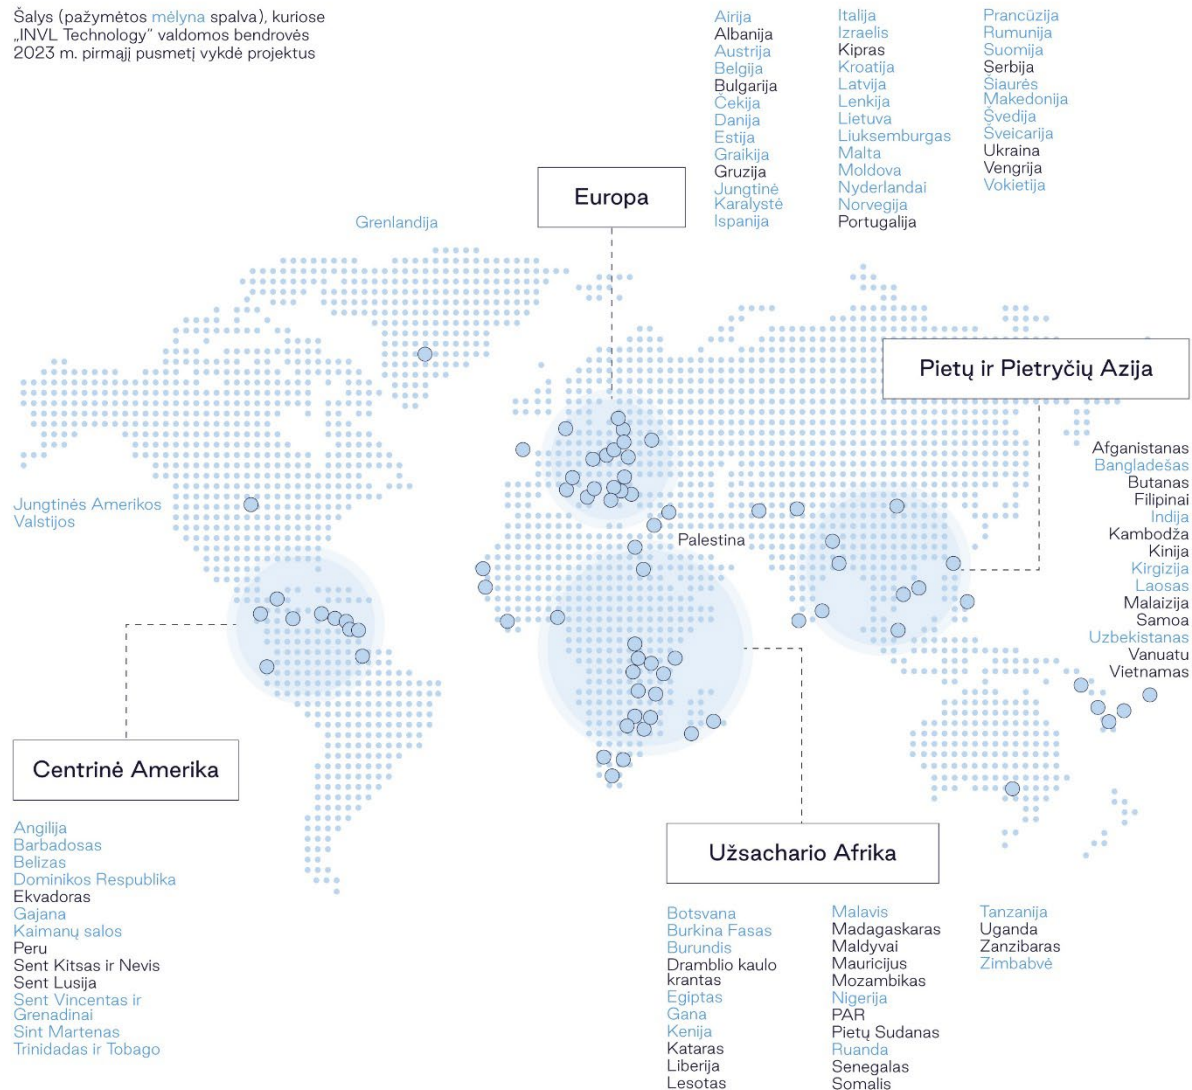 Šalys (pažymėtos mėlyna spalva), kuriose
„INVL Technology“ valdomos bendrovės
2023 m. pirmąjį pusmetį vykdė projektus
Airija
Albanija
Austrija
Belgija
Bulgarija
Čekija
Danija
Estija
Graikija
Gruzija
Jungtinė
Karalystė
Ispanija
Italija
Izraelis
Kipras
Kroatija
Latvija
Lenkija
Lietuva
Liuksemburgas
Malta
Moldova
Nyderlandai
Norvegija
Portugalija
Prancūzija
Rumunija
Suomija
Serbija
Šiaurės
Makedonija
Švedija
Šveicarija
Ukraina
Vengrija
Vokietija
Europa
Grenlandija
Pietų ir Pietryčių Azija
Afganistanas
Bangladešas
Butanas
Filipinai
Indija
Kambodža
Kinija
Kirgizija
Laosas
Malaizija
Samoa
Uzbekistanas
Vanuatu
Vietnamas
Jungtinės Amerikos
Valstijos
Palestina
Centrinė Amerika
Angilija
Barbadosas
Belizas
Dominikos Respublika
Ekvadoras
Gajana
Kaimanų salos
Peru
Sent Kitsas ir Nevis
Sent Lusija
Sent Vincentas ir
Grenadinai
Sint Martenas
Trinidadas ir Tobago
Užsachario Afrika
Botsvana
Burkina Fasas
Burundis
Dramblio kaulo
krantas
Egiptas
Gana
Kenija
Kataras
Liberija
Lesotas
Malavis
Madagaskaras
Maldyvai
Mauricijus
Mozambikas
Nigerija
PAR
Pietų Sudanas
Ruanda
Senegalas
Somalis
Tanzanija
Uganda
Zanzibaras
Zimbabvė